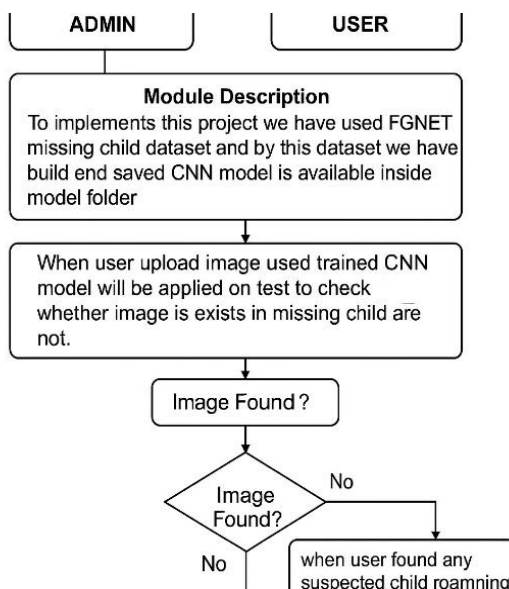 ADMIN
USER
Module Description
To implements this project we have used FGNET
missing child dataset and by this dataset we have
build end saved CNN model is available inside
model folder
When user upload image used trained CNN
model will be applied on test to check
whether image is exists in missing child are
not.
Image Found ?
Image
Found?
No
No
when user found any
suspected child roamning